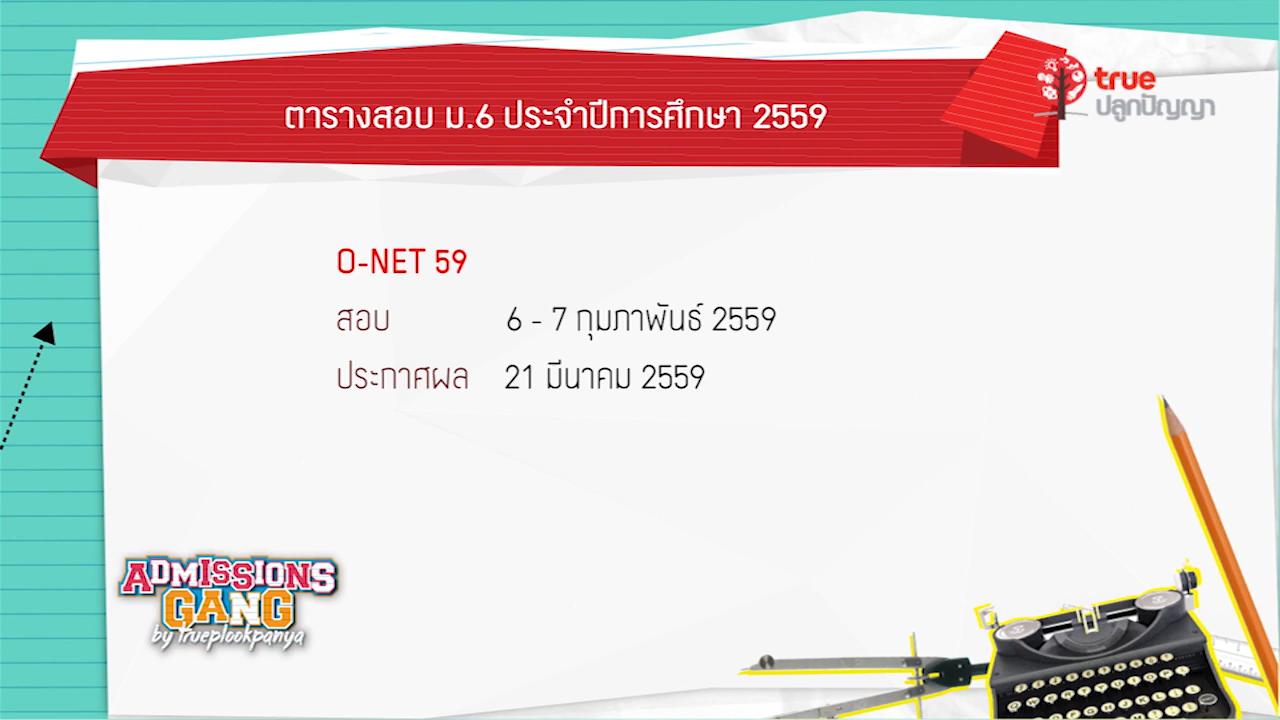 ตารางสอบ ม.6 ประจำปีการศึกษา 2559
true
ปลูกปัญญา
O-NET 59
สอบ 6 - 7 กุมภาพันธ์ 2559
ประกาศผล 21 มีนาคม 2559
ADMISSIONS
GANG
by trueplookpanya